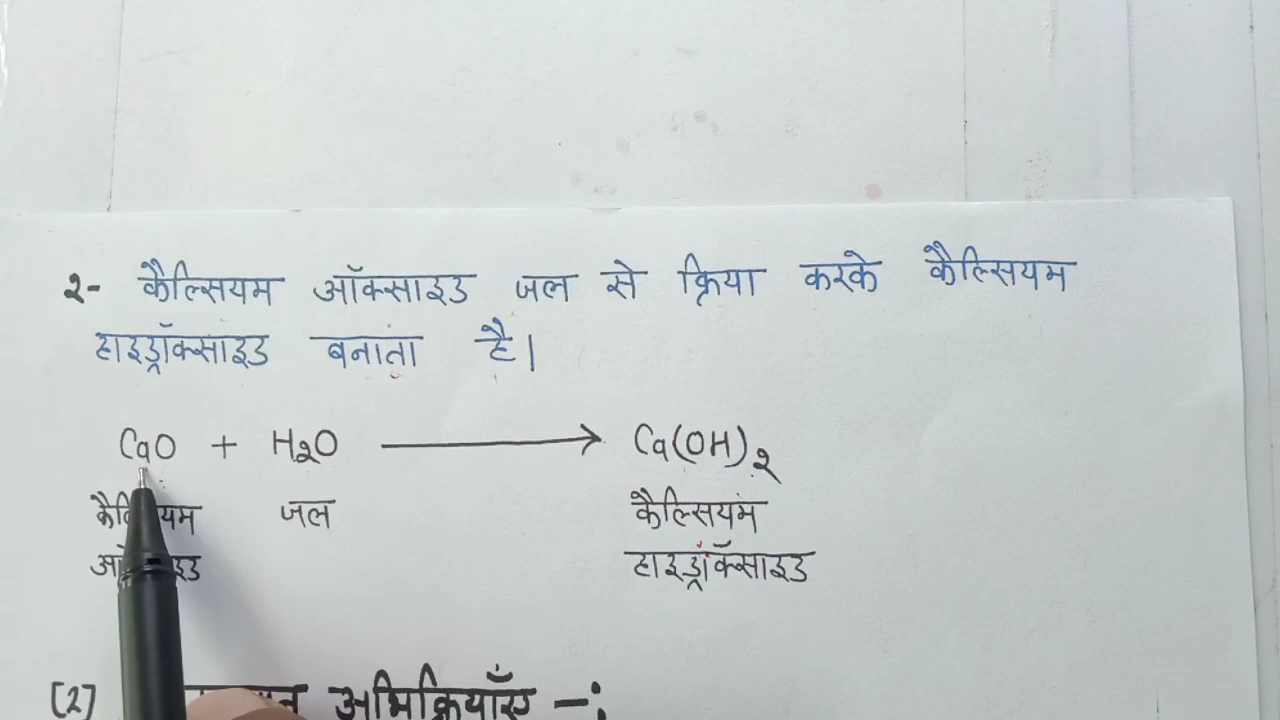 2- कैल्सियम ऑक्साइड जल से क्रिया करके कैल्सियम
हाइड्रॉक्साइड बनाता है।
CaO + H2O ⟶ Ca(OH)2
जल कैल्सियम
हाइड्रॉक्साइड
(2) अभिक्रियाएँ -: